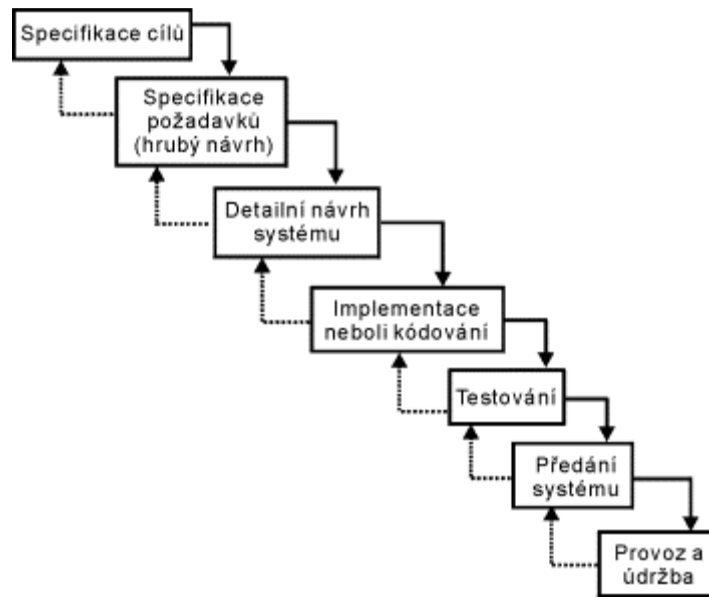 Specifikace cílů
Specifikace
požadavků
(hrubý návrh)
Detailní návrh
systému
Implementace
neboli kódování
Testování
Předání
systému
Provoz a
údržba